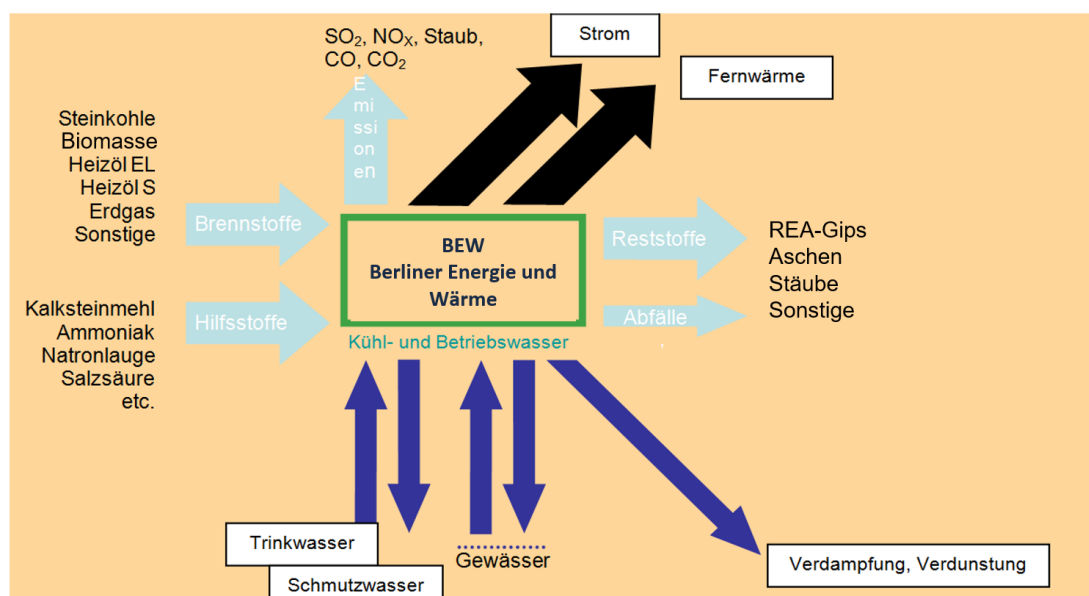 SO₂, NOₓ, Staub,
CO, CO₂
Strom
Fernwärme
E
mi
ssi
on
en
Steinkohle
Biomasse
Heizöl EL
Heizöl S
Erdgas
Sonstige
Brennstoffe
BEW
Berliner Energie und
Wärme
Reststoffe
REA-Gips
Aschen
Stäube
Sonstige
Kalksteinmehl
Ammoniak
Natronlauge
Salzsäure
etc.
Hilfsstoffe
Abfälle
,
Kühl- und Betriebswasser
Trinkwasser
Schmutzwasser
Gewässer
Verdampfung, Verdunstung